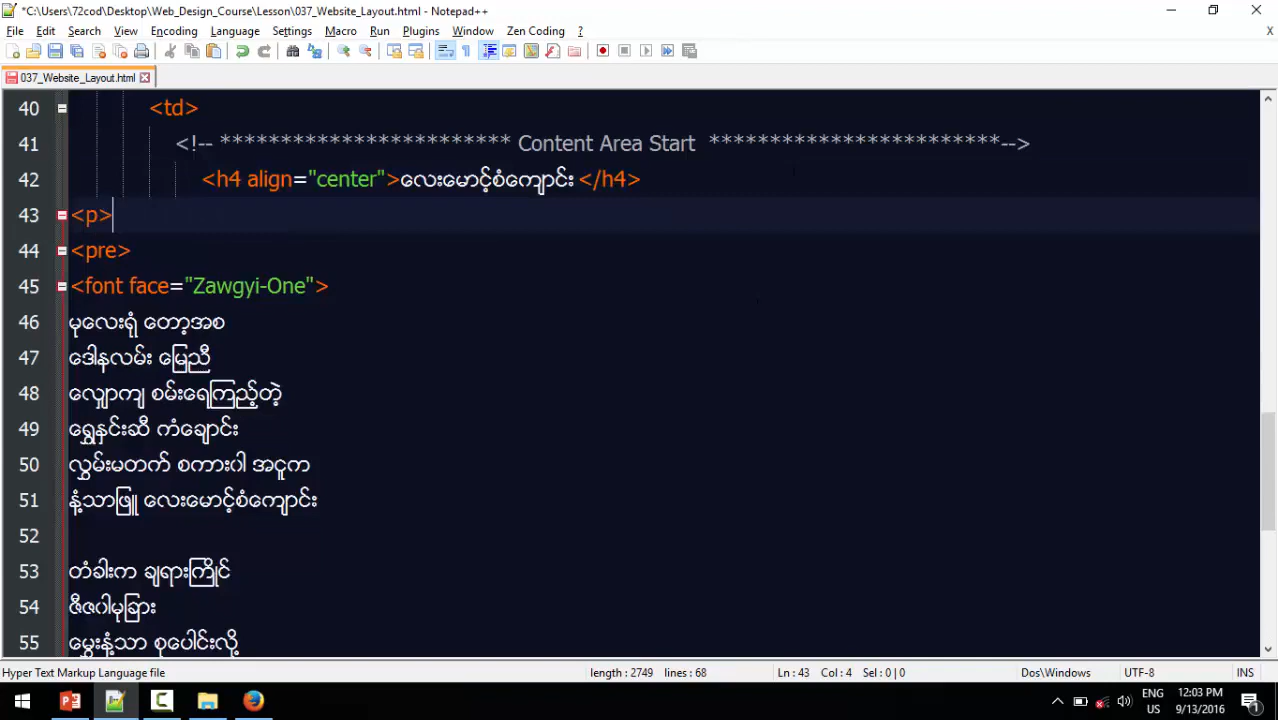 *C:\Users\72cod\Desktop\Web_Design_Course\Lesson\037_Website_Layout.html - Notepad++
File Edit Search View Encoding Language Settings Macro Run Plugins Window Zen Coding ? X
037_Website_Layout.html
40 <td>
41 <!-- ************************ Content Area Start ************************-->
42 <h4 align="center">လေးမောင့်စံကျောင်း </h4>
43 <p>
44 <pre>
45 <font face="Zawgyi-One">
46 မုလေးရုံ တော့အစ
47 ဒေါနလမ်း မြေညီ
48 လျှောကျ စမ်းရေကြည့်တဲ့
49 ရွှေနှင်းဆီ ကံချောင်း
50 လွှမ်းမတက် စကားပါ အငူက
51 နံ့သာဖြူ လေးမောင့်စံကျောင်း
52
53 တံခါးက ချရားကြိုင်
54 ဇီဇဝါမုခြား
55 မွှေးနံ့သာ စုပေါင်းလို့
Hyper Text Markup Language file length : 2749 lines : 68 Ln : 43 Col : 4 Sel : 0 | 0 Dos\Windows UTF-8 INS
ENG US 12:03 PM 9/13/2016 1